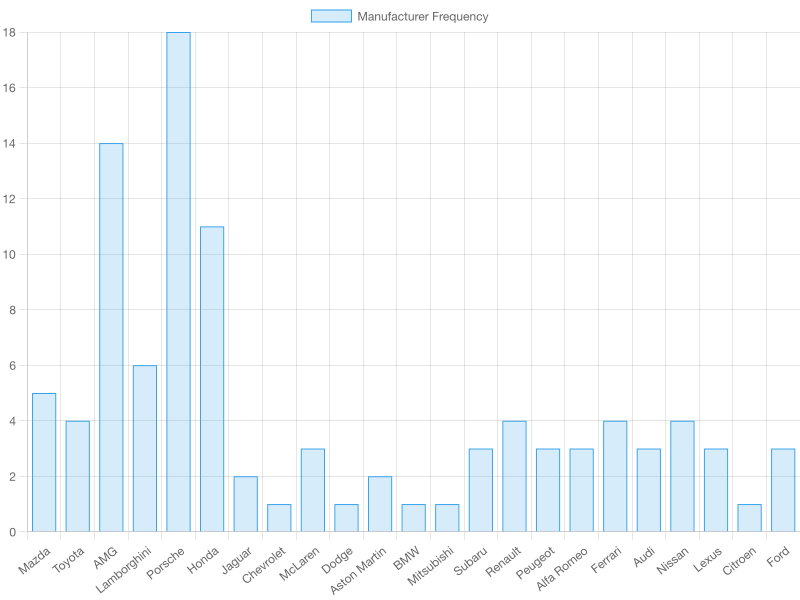 Manufacturer Frequency
18
16
14
12
10
8
6
4
2
0
Mazda
Toyota
AMG
Lamborghini
Porsche
Honda
Jaguar
Chevrolet
McLaren
Dodge
Aston Martin
BMW
Mitsubishi
Subaru
Renault
Peugeot
Alfa Romeo
Ferrari
Audi
Nissan
Lexus
Citroen
Ford